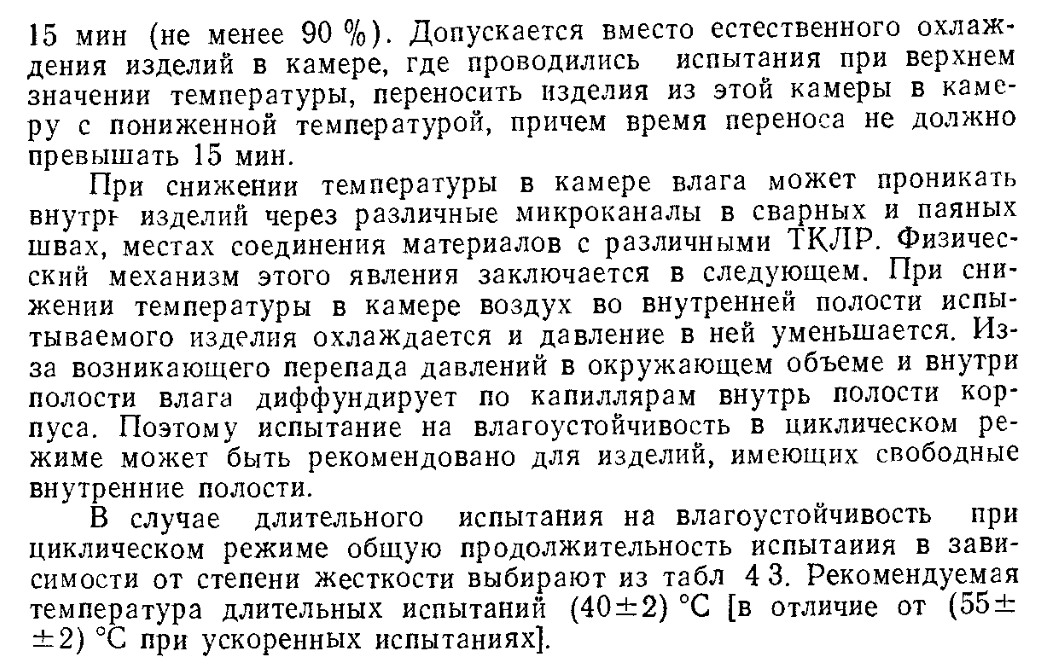 15 мин (не менее 90 %). Допускается вместо естественного охлаж-
дения изделий в камере, где проводились испытания при верхнем
значении температуры, переносить изделия из этой камеры в каме-
ру с пониженной температурой, причем время переноса не должно
превышать 15 мин.
При снижении температуры в камере влага может проникать
внутрь изделий через различные микроканалы в сварных и паяных
швах, местах соединения материалов с различными ТКЛР. Физичес-
кий механизм этого явления заключается в следующем. При сни-
жении температуры в камере воздух во внутренней полости испы-
тываемого изделия охлаждается и давление в ней уменьшается. Из-
за возникающего перепада давлений в окружающем объеме и внутри
полости влага диффундирует по капиллярам внутрь полости кор-
пуса. Поэтому испытание на влагоустойчивость в циклическом ре-
жиме может быть рекомендовано для изделий, имеющих свободные
внутренние полости.
В случае длительного испытания на влагоустойчивость при
циклическом режиме общую продолжительность испытания в зави-
симости от степени жесткости выбирают из табл 4 3. Рекомендуемая
температура длительных испытаний (40±2) °С [в отличие от (55±
±2) °С при ускоренных испытаниях].